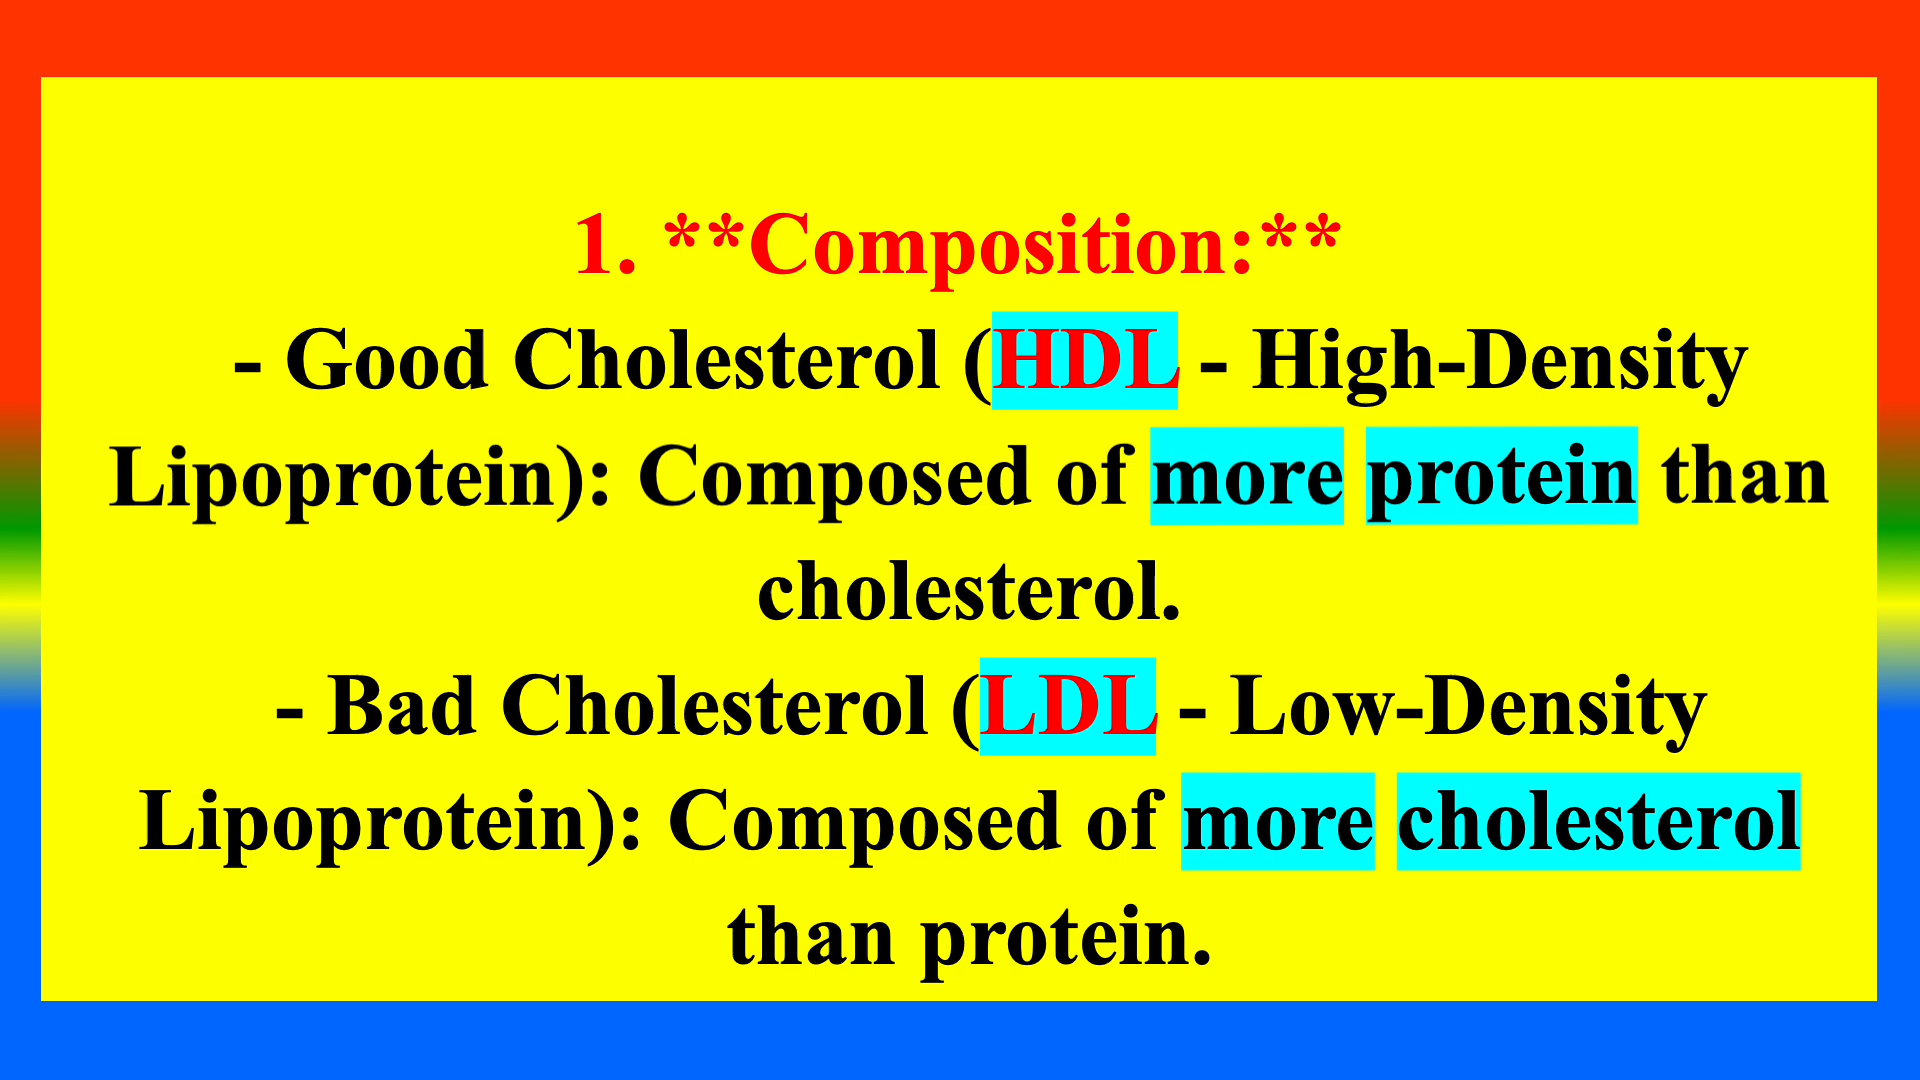 1. **Composition:**
- Good Cholesterol (HDL - High-Density
Lipoprotein): Composed of more protein than
cholesterol.
- Bad Cholesterol (LDL - Low-Density
Lipoprotein): Composed of more cholesterol
than protein.